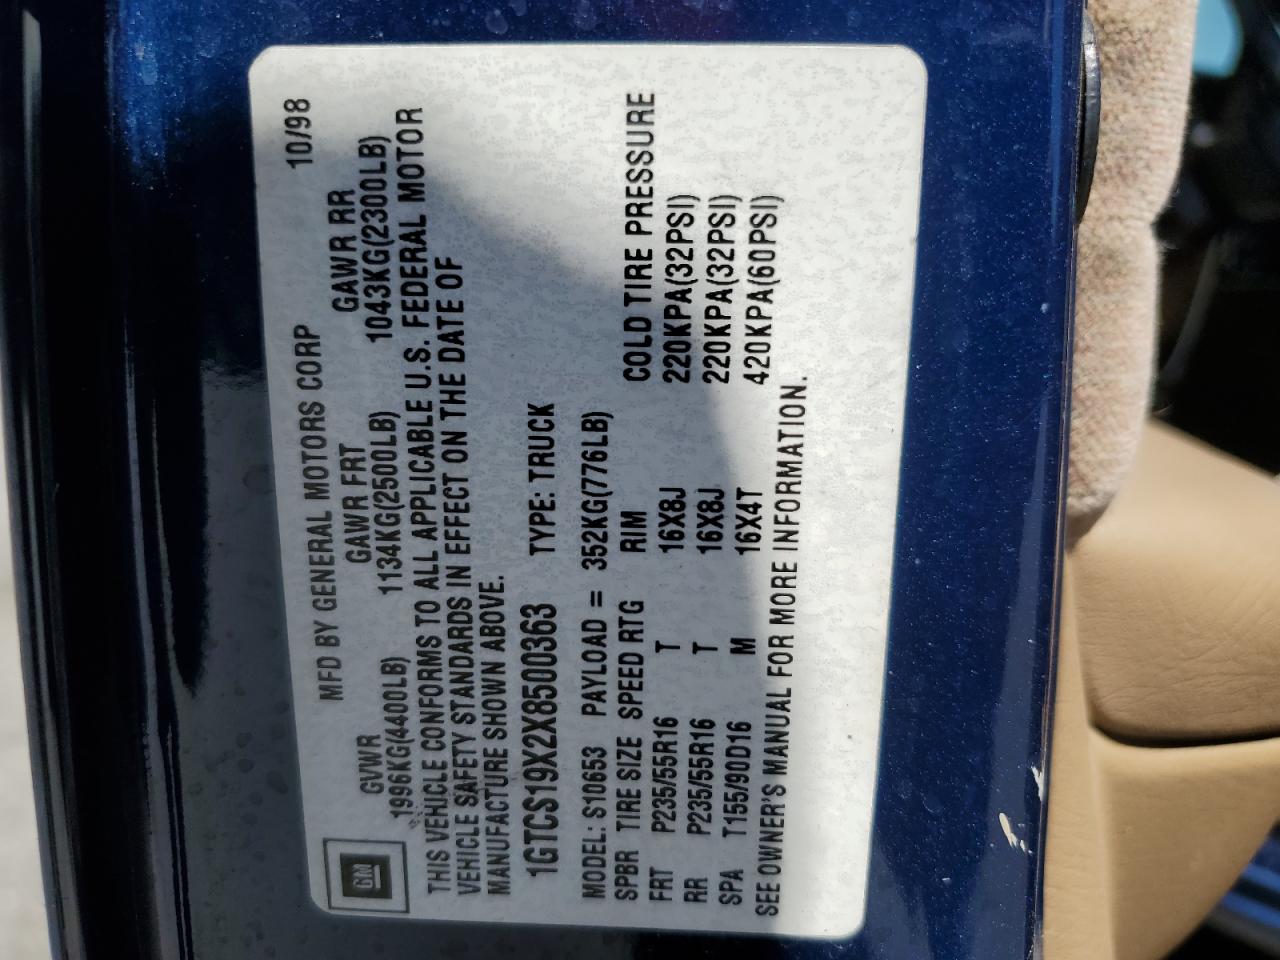 GM
MFD BY GENERAL MOTORS CORP 10/98
GVWR GAWR FRT GAWR RR
1996KG(4400LB) 1134KG(2500LB) 1043KG(2300LB)
THIS VEHICLE CONFORMS TO ALL APPLICABLE U.S. FEDERAL MOTOR
VEHICLE SAFETY STANDARDS IN EFFECT ON THE DATE OF
MANUFACTURE SHOWN ABOVE.
1GTCS19X2X8500363 TYPE: TRUCK
MODEL: S10653 PAYLOAD = 352KG(776LB)
SPBR TIRE SIZE SPEED RTG RIM COLD TIRE PRESSURE
FRT P235/55R16 T 16X8J 220KPA(32PSI)
RR P235/55R16 T 16X8J 220KPA(32PSI)
SPA T155/90D16 M 16X4T 420KPA(60PSI)
SEE OWNER'S MANUAL FOR MORE INFORMATION.